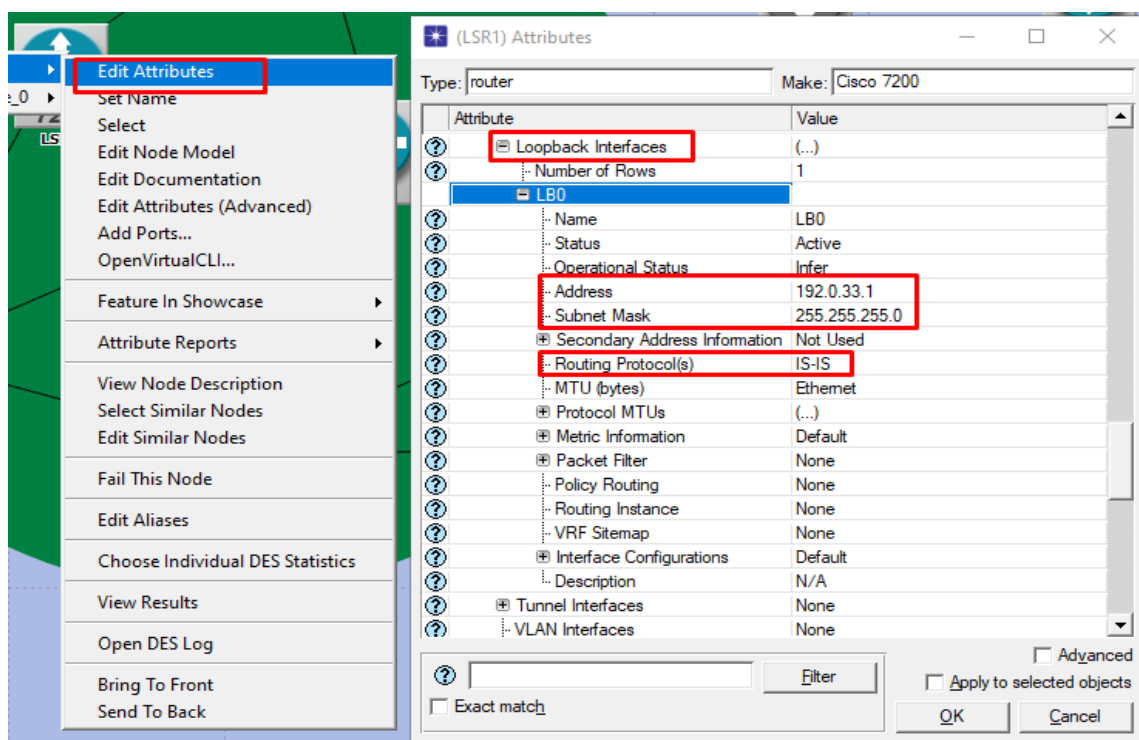 Edit Attributes
Set Name
Select
Edit Node Model
Edit Documentation
Edit Attributes (Advanced)
Add Ports...
OpenVirtualCLI...
Feature In Showcase
Attribute Reports
View Node Description
Select Similar Nodes
Edit Similar Nodes
Fail This Node
Edit Aliases
Choose Individual DES Statistics
View Results
Open DES Log
Bring To Front
Send To Back
(LSR1) Attributes
Type: router Make: Cisco 7200
Attribute Value
Loopback Interfaces (...)
Number of Rows 1
LB0
Name LB0
Status Active
Operational Status Infer
Address 192.0.33.1
Subnet Mask 255.255.255.0
Secondary Address Information Not Used
Routing Protocol(s) IS-IS
MTU (bytes) Ethernet
Protocol MTUs (...)
Metric Information Default
Packet Filter None
Policy Routing None
Routing Instance None
VRF Sitemap None
Interface Configurations Default
Description N/A
Tunnel Interfaces None
VLAN Interfaces None
Advanced
Filter
Apply to selected objects
Exact match
OK Cancel